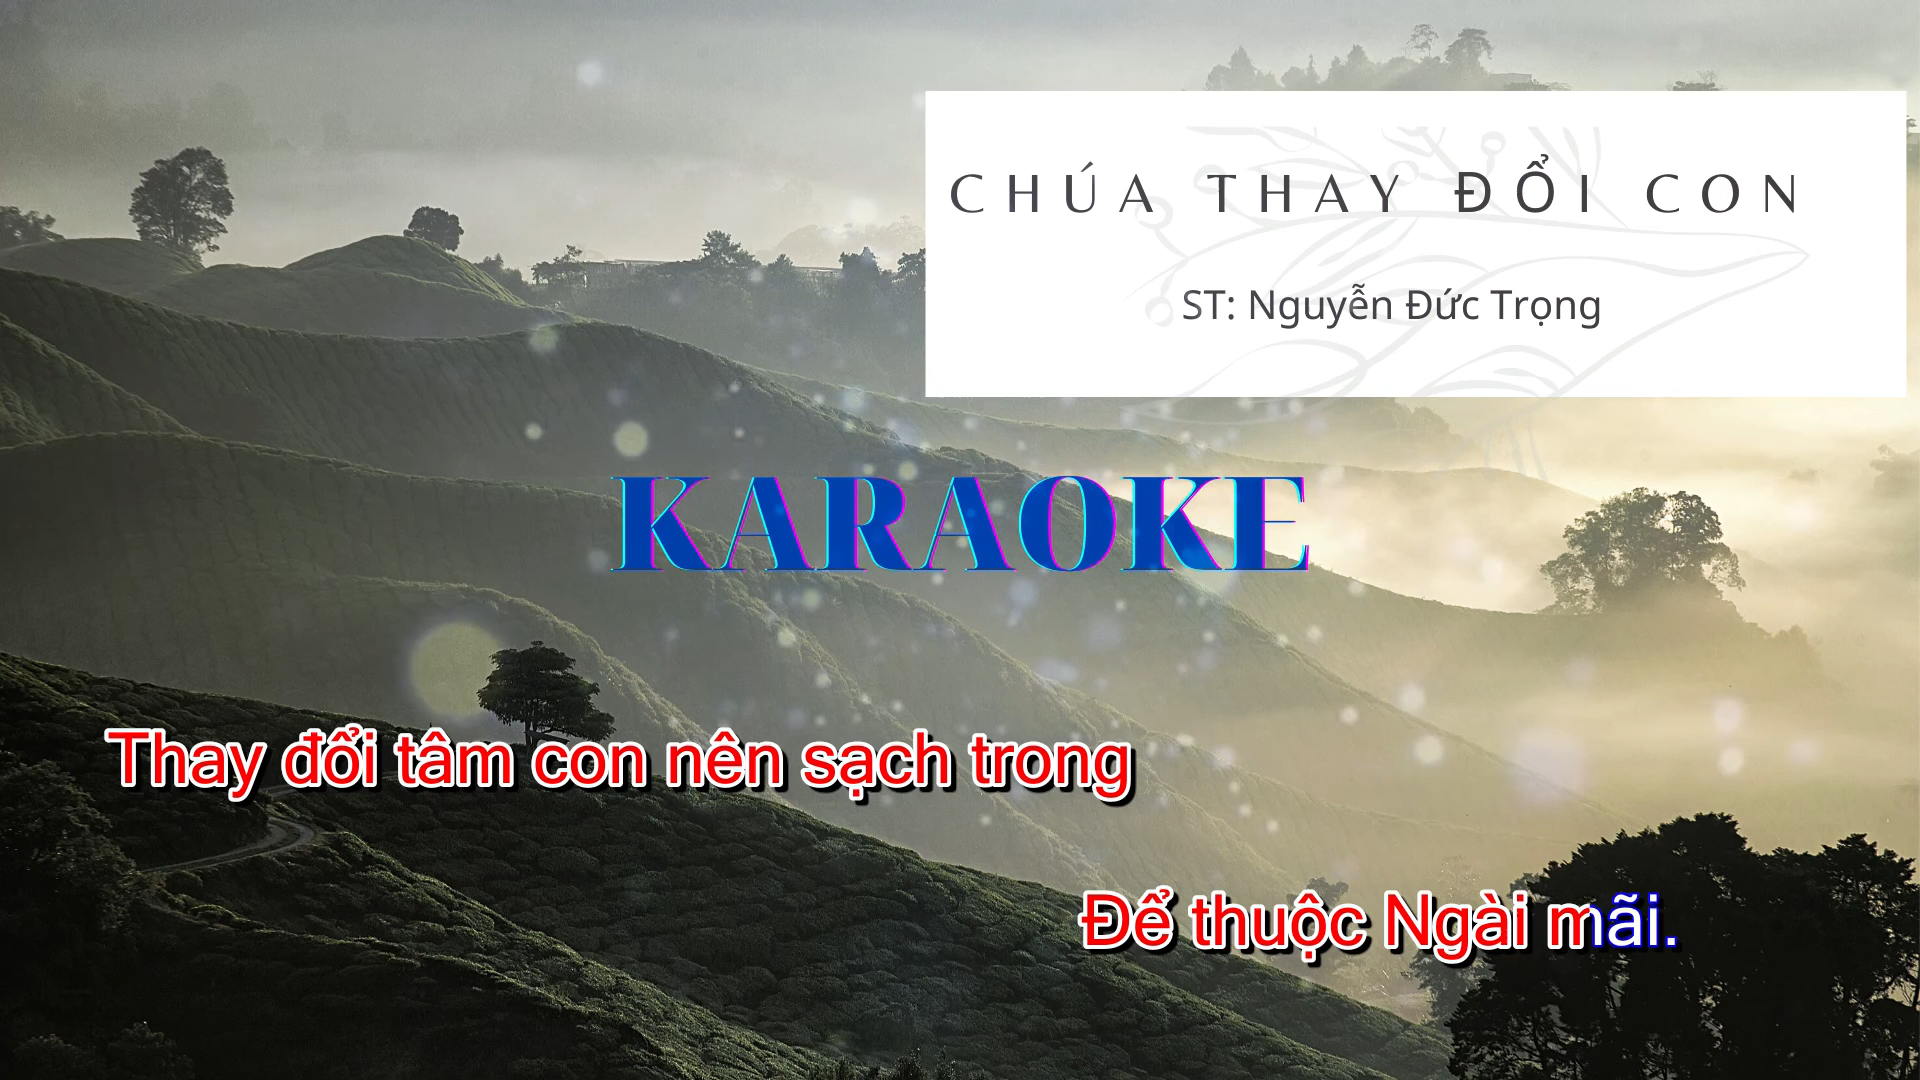 CHÚA THAY ĐỔI CON
ST: Nguyễn Đức Trọng
KARAOKE
Thay đổi tâm con nên sạch trong
Để thuộc Ngài mãi.